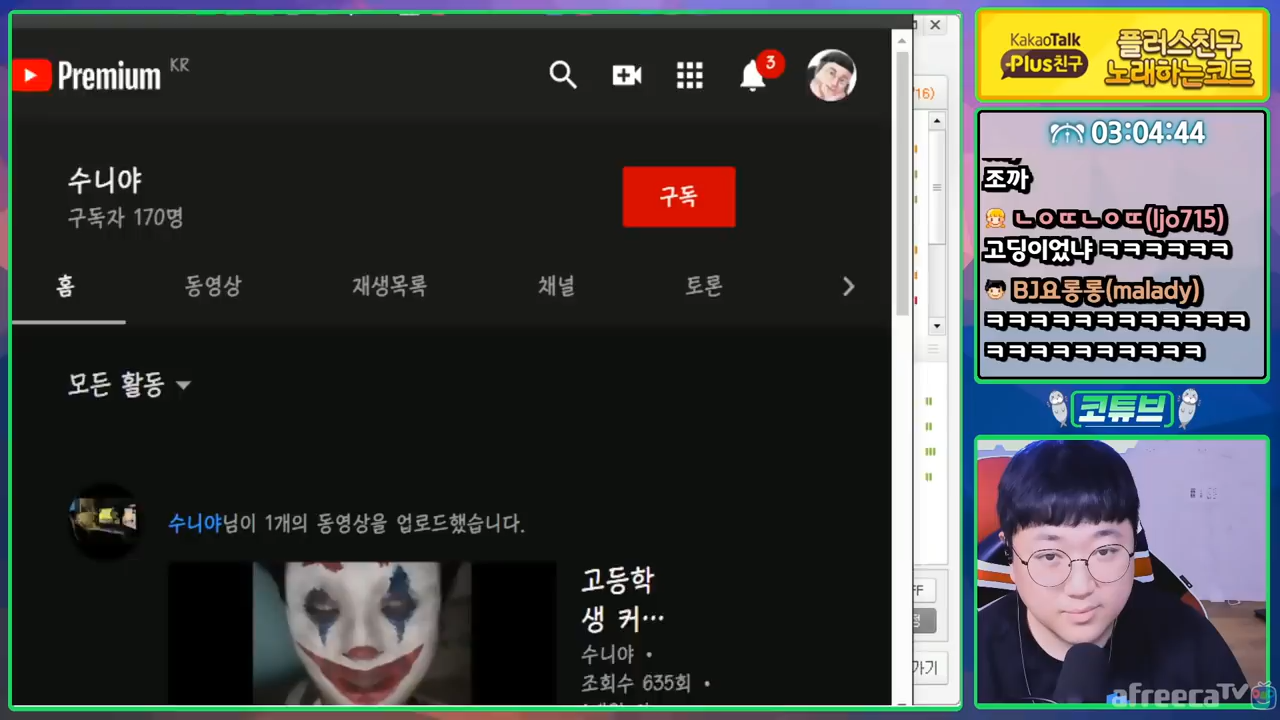 Premium KR
3
수니야
구독자 170명
구독
홈
동영상
재생목록
채널
토론
모든 활동
수니야님이 1개의 동영상을 업로드했습니다.
고등학
생 커…
수니야 •
조회수 635회 •
16)
가기
KakaoTalk
Plus친구
플러스친구
노래하는코트
03:04:44
조까
ㄴㅇㄸㄴㅇㄸ(ljo715)
고딩이었냐 ㅋㅋㅋㅋㅋㅋ
BJ요롱롱(malady)
ㅋㅋㅋㅋㅋㅋㅋㅋㅋㅋㅋㅋ
ㅋㅋㅋㅋㅋㅋㅋㅋㅋㅋ
코튜브
afreecaTV